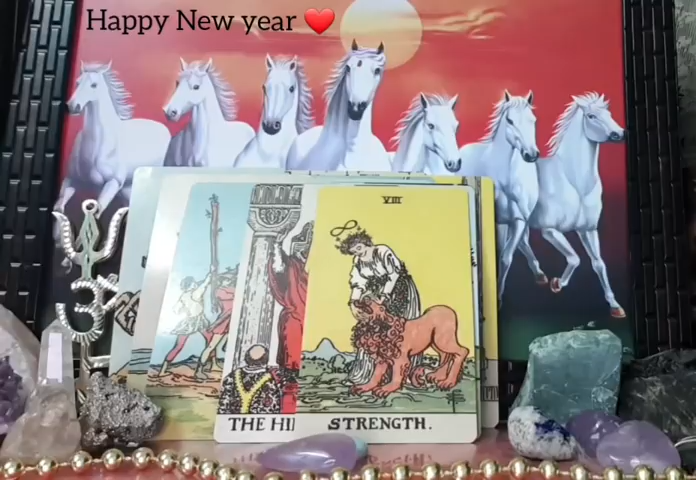 Happy New year ❤️
VIII
THE HI
STRENGTH.